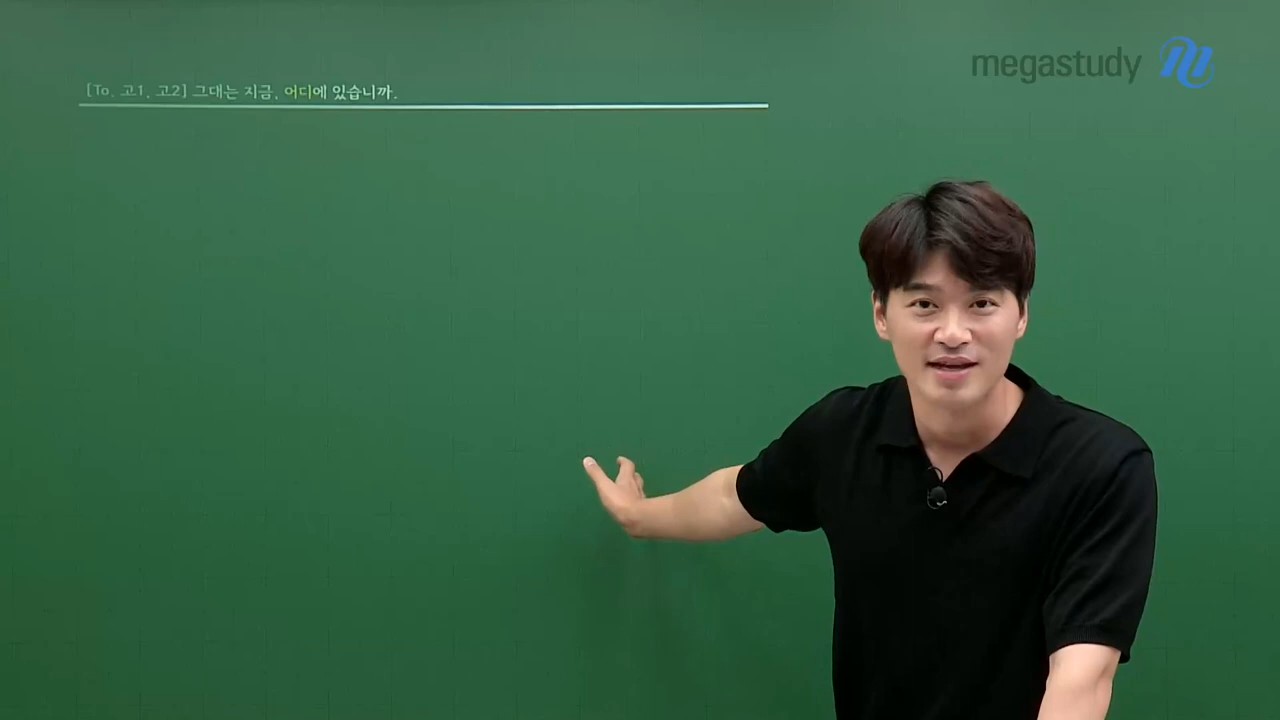 megastudy
[To. 고1, 고2] 그대는 지금, 어디에 있습니까.